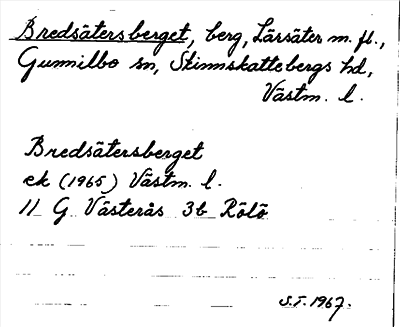 Bredsätersberget, berg, Lärsäter m. fl.,
Gunnilbo sn, Skinnskattebergs hd,
Västm. l.
Bredsätersberget
ek (1965) Västm. l.
11 G Västerås 3b Rölö
S.T. 1967.